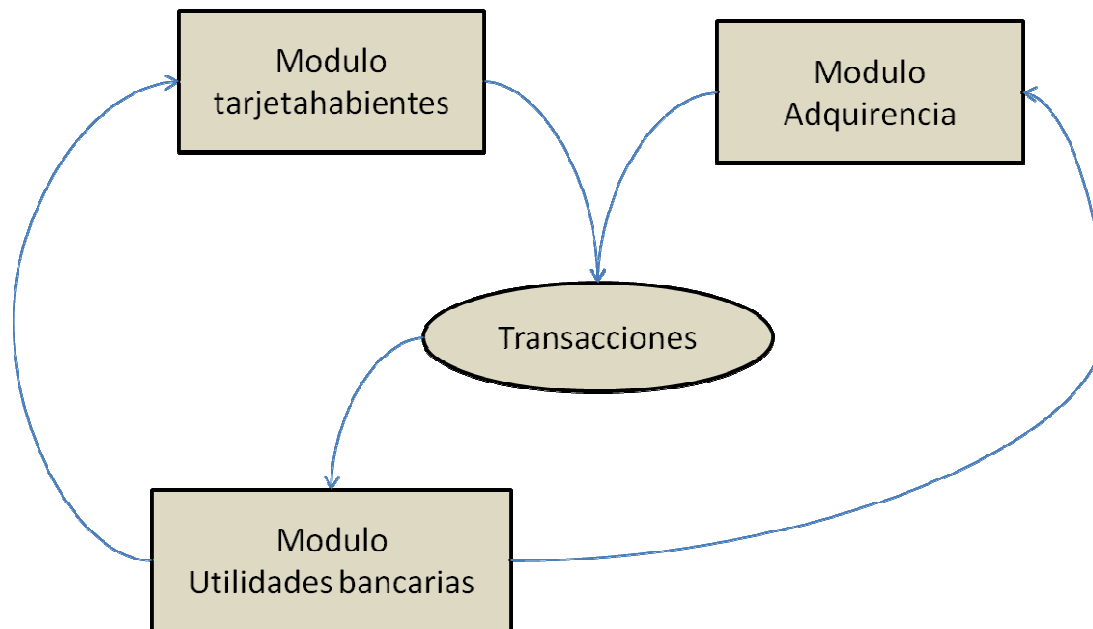 Modulo
tarjetahabientes
Modulo
Adquirencia
Transacciones
Modulo
Utilidades bancarias